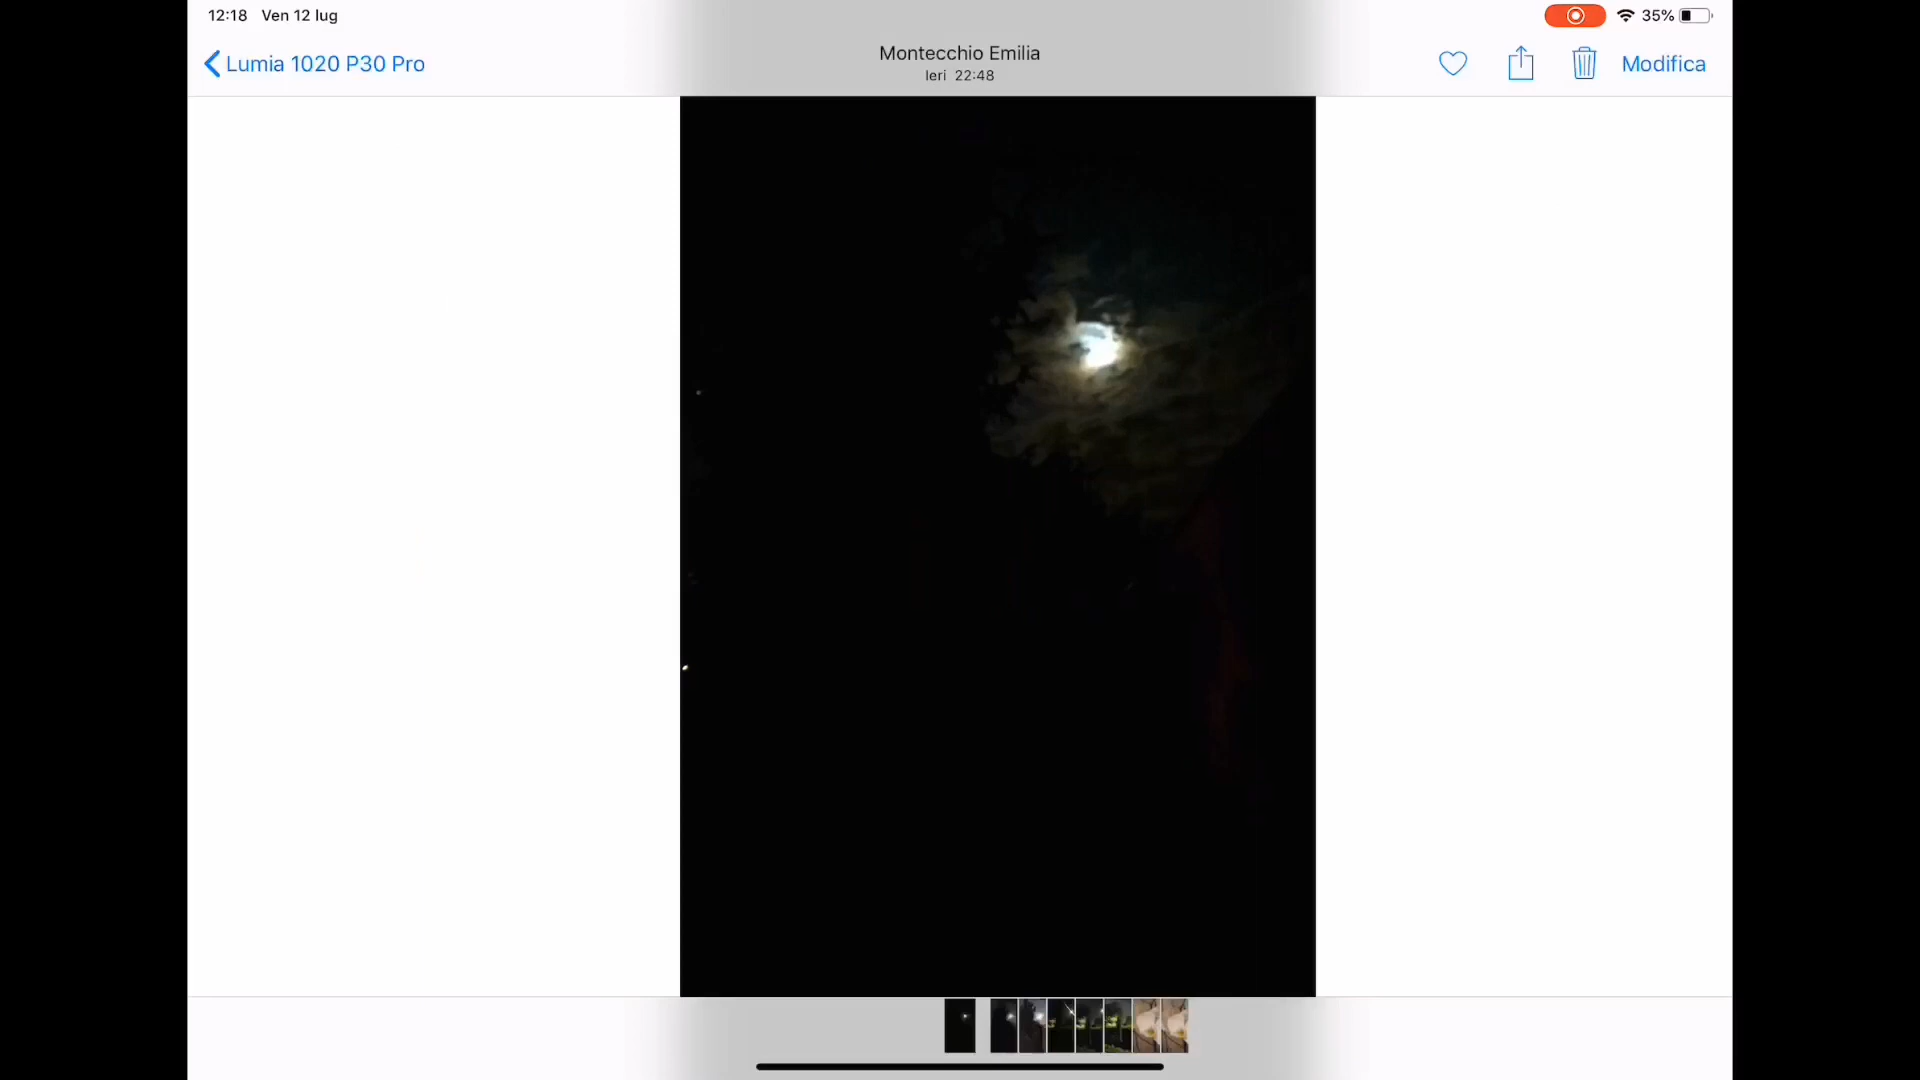 12:18 Ven 12 lug
35%
Lumia 1020 P30 Pro
Montecchio Emilia
Ieri 22:48
Modifica